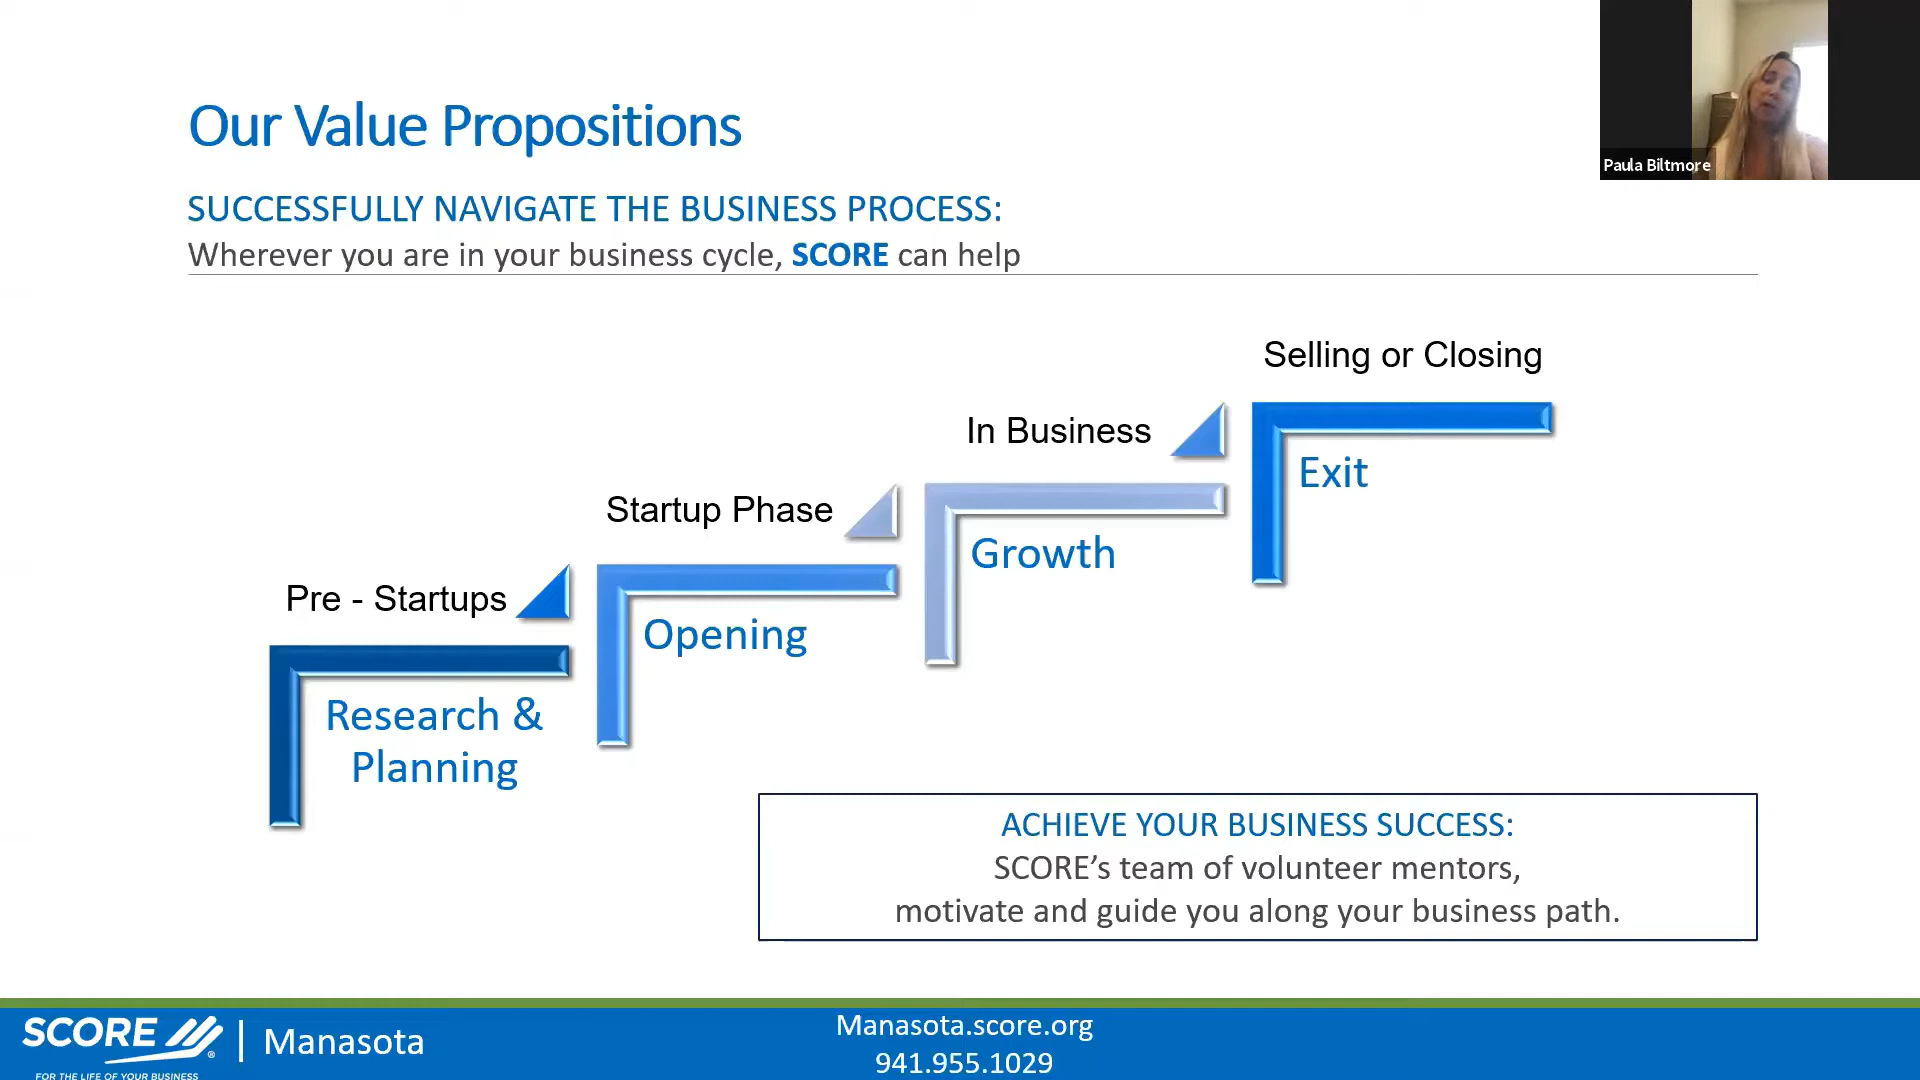 Our Value Propositions
Paula Biltmore
SUCCESSFULLY NAVIGATE THE BUSINESS PROCESS:
Wherever you are in your business cycle, SCORE can help
Selling or Closing
In Business
Exit
Startup Phase
Growth
Pre - Startups
Opening
Research &
Planning
ACHIEVE YOUR BUSINESS SUCCESS:
SCORE’s team of volunteer mentors,
motivate and guide you along your business path.
SCORE ® | Manasota
FOR THE LIFE OF YOUR BUSINESS
Manasota.score.org
941.955.1029